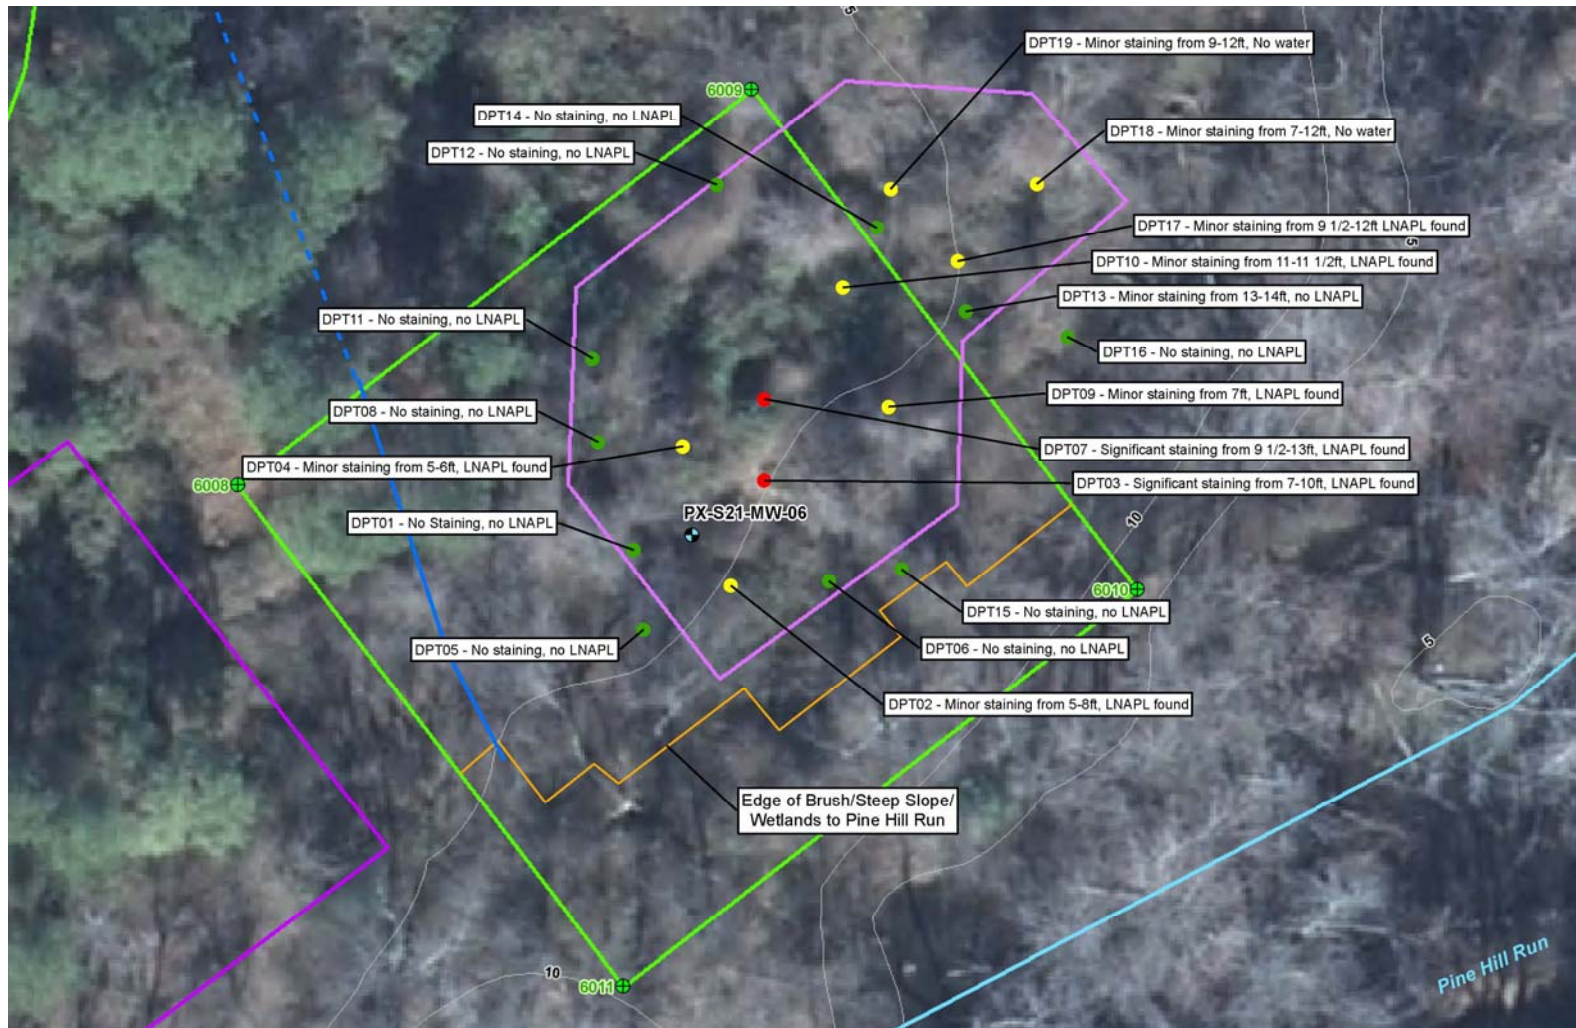 5
DPT19 - Minor staining from 9-12ft, No water
6009
DPT14 - No staining, no LNAPL
DPT18 - Minor staining from 7-12ft, No water
DPT12 - No staining, no LNAPL
DPT17 - Minor staining from 9 1/2-12ft LNAPL found
5
DPT10 - Minor staining from 11-11 1/2ft, LNAPL found
DPT13 - Minor staining from 13-14ft, no LNAPL
DPT11 - No staining, no LNAPL
DPT16 - No staining, no LNAPL
DPT09 - Minor staining from 7ft, LNAPL found
DPT08 - No staining, no LNAPL
DPT07 - Significant staining from 9 1/2-13ft, LNAPL found
DPT04 - Minor staining from 5-6ft, LNAPL found
6008
DPT03 - Significant staining from 7-10ft, LNAPL found
PX-S21-MW-06
DPT01 - No Staining, no LNAPL
10
6010
DPT15 - No staining, no LNAPL
DPT05 - No staining, no LNAPL
DPT06 - No staining, no LNAPL
5
DPT02 - Minor staining from 5-8ft, LNAPL found
Edge of Brush/Steep Slope/
Wetlands to Pine Hill Run
Pine Hill Run
10
6011